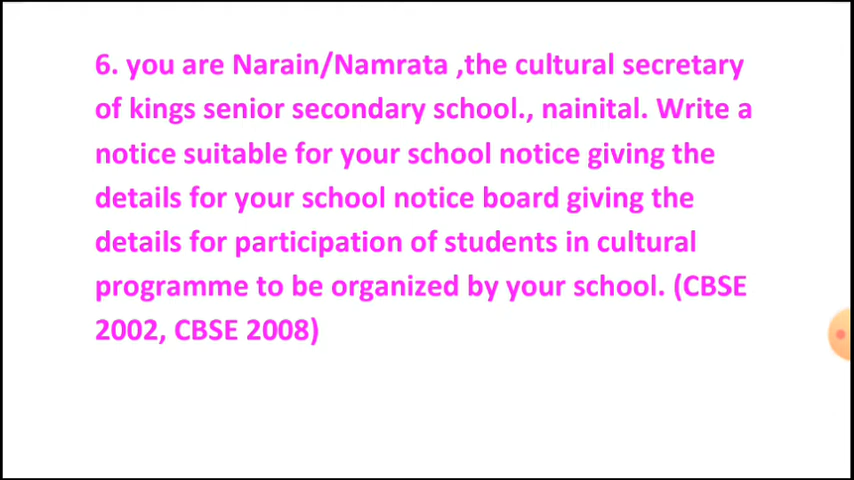 6. you are Narain/Namrata ,the cultural secretary
of kings senior secondary school., nainital. Write a
notice suitable for your school notice giving the
details for your school notice board giving the
details for participation of students in cultural
programme to be organized by your school. (CBSE
2002, CBSE 2008)